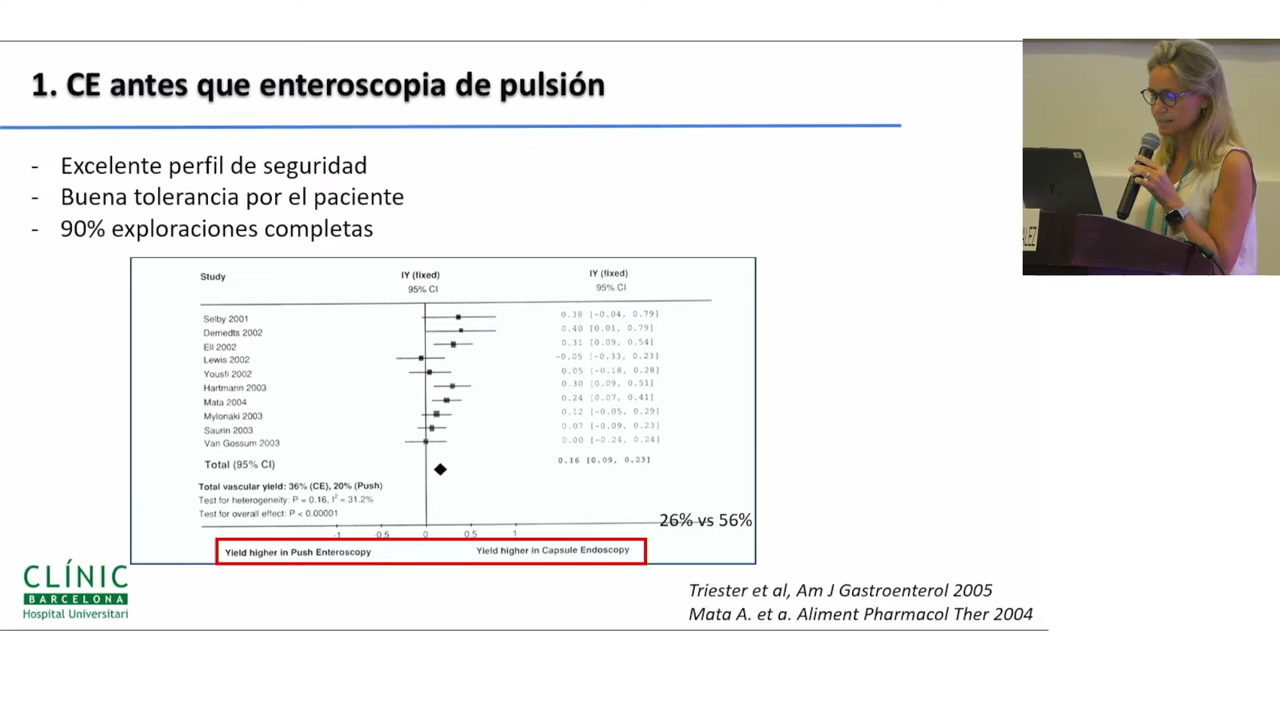 1. CE antes que enteroscopia de pulsión
- Excelente perfil de seguridad
- Buena tolerancia por el paciente
- 90% exploraciones completas
Study IY (fixed) IY (fixed)
95% CI 95% CI
Selby 2001 0.38 [-0.04, 0.79]
Demedts 2002 0.40 [0.01, 0.79]
Ell 2002 0.31 [0.09, 0.54]
Lewis 2002 -0.05 [-0.33, 0.23]
Yousfi 2002 0.05 [-0.18, 0.28]
Hartmann 2003 0.30 [0.09, 0.51]
Mata 2004 0.24 [0.07, 0.41]
Mylonaki 2003 0.12 [-0.05, 0.29]
Saurin 2003 0.07 [-0.09, 0.23]
Van Gossum 2003 0.00 [-0.24, 0.24]
Total (95% CI) 0.16 [0.09, 0.23]
Total vascular yield: 36% (CE), 20% (Push)
Test for heterogeneity: P = 0.16, I² = 31.2%
Test for overall effect: P < 0.00001
26% vs 56%
-1 -0.5 0 0.5 1
Yield higher in Push Enteroscopy Yield higher in Capsule Endoscopy
CLÍNIC
BARCELONA
Hospital Universitari
Triester et al, Am J Gastroenterol 2005
Mata A. et a. Aliment Pharmacol Ther 2004